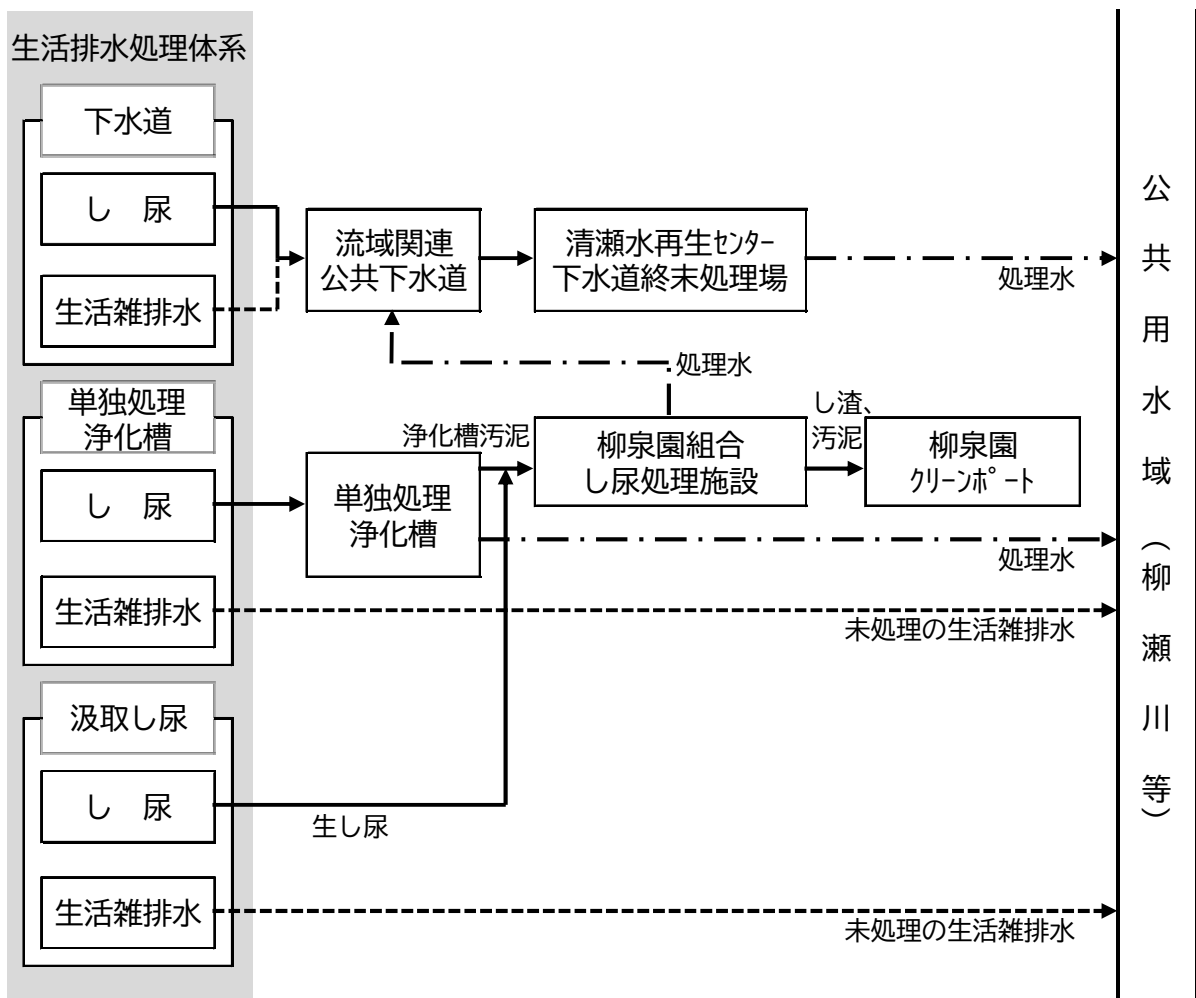 生活排水処理体系
下水道
し 尿
生活雑排水
流域関連
公共下水道
清瀬水再生ｾﾝﾀｰ
下水道終末処理場
処理水
処理水
単独処理
浄化槽
し 尿
生活雑排水
単独処理
浄化槽
浄化槽汚泥
柳泉園組合
し尿処理施設
し渣、
汚泥
柳泉園
ｸﾘｰﾝﾎﾟｰﾄ
処理水
未処理の生活雑排水
汲取し尿
し 尿
生活雑排水
生し尿
未処理の生活雑排水
公共用水域（柳瀬川等）